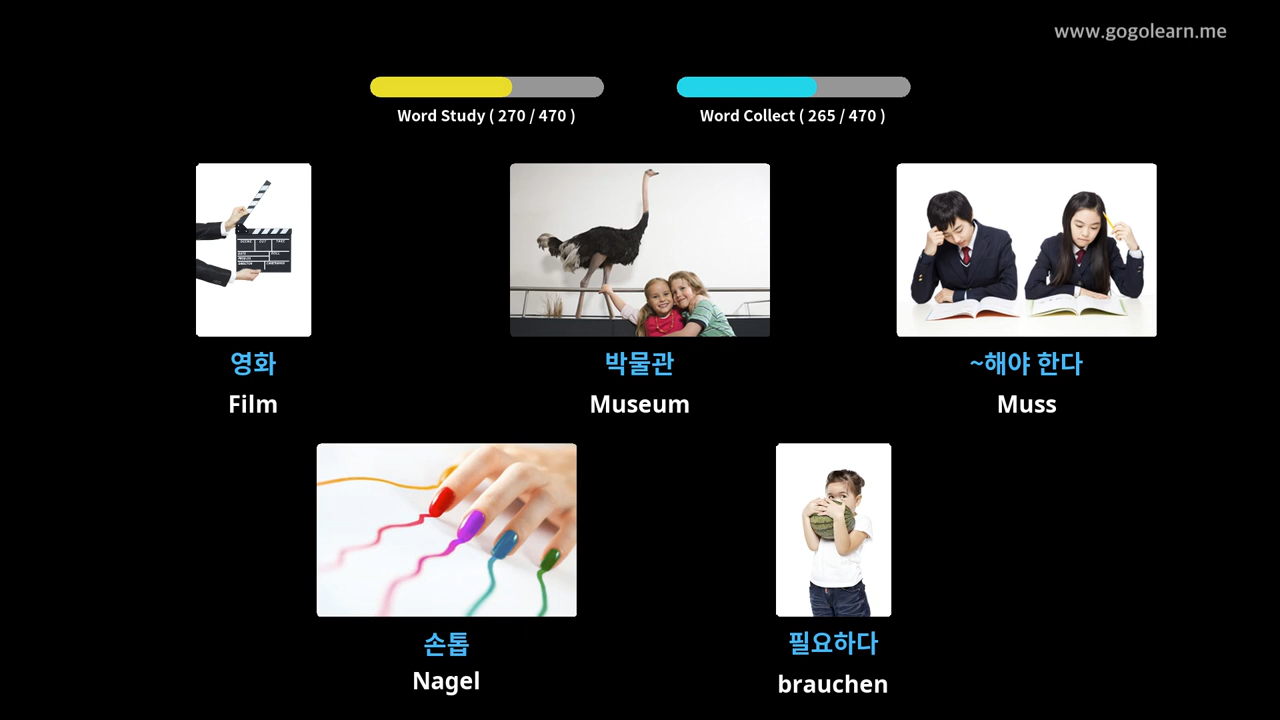 www.gogolearn.me
Word Study ( 270 / 470 )
Word Collect ( 265 / 470 )
영화
Film
박물관
Museum
~해야 한다
Muss
손톱
Nagel
필요하다
brauchen